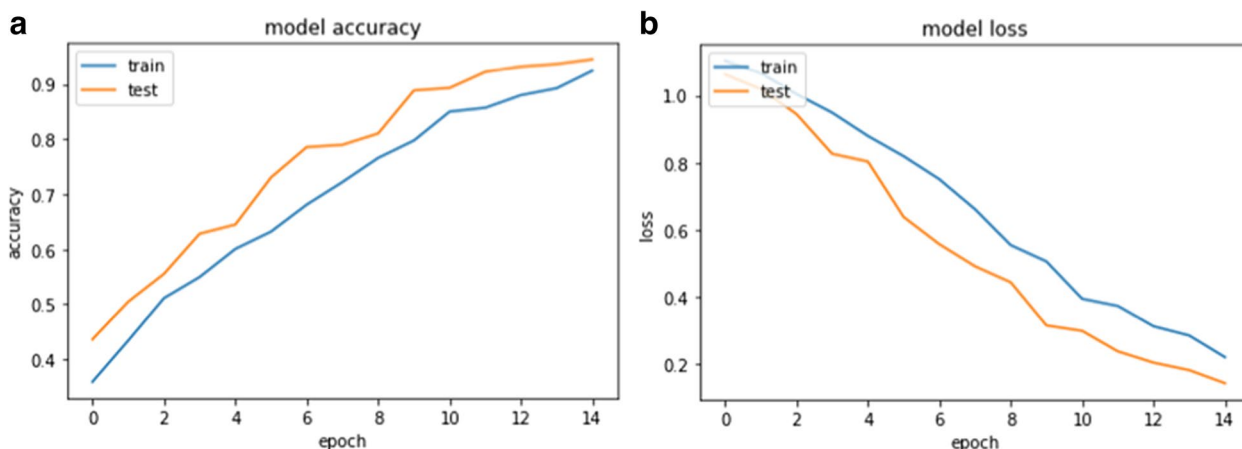 a
model accuracy
train
test
0.9
0.8
0.7
0.6
0.5
0.4
accuracy
0 2 4 6 8 10 12 14
epoch
b
model loss
train
test
1.0
0.8
0.6
0.4
0.2
loss
0 2 4 6 8 10 12 14
epoch